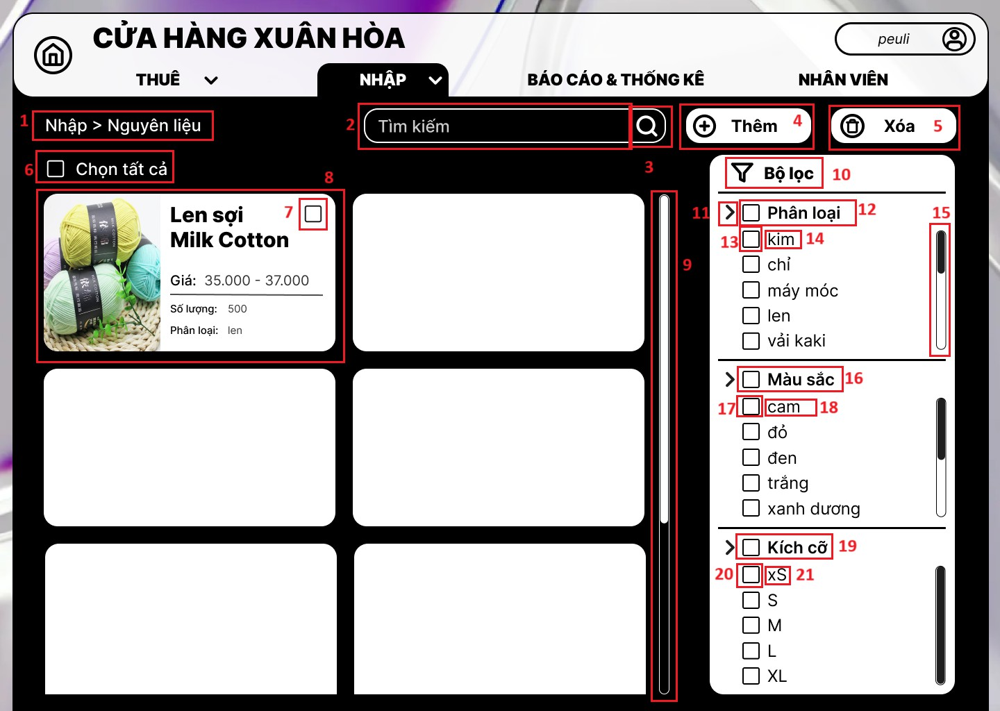 CỬA HÀNG XUÂN HÒA
peuli
THUÊ
NHẬP
BÁO CÁO & THỐNG KÊ
NHÂN VIÊN
1
Nhập > Nguyên liệu
2
Tìm kiếm
Thêm
4
Xóa
5
6
Chọn tất cả
8
3
Bộ lọc
10
Len sợi
7
Milk Cotton
Giá: 35.000 - 37.000
Số lượng: 500
Phân loại: len
9
11
Phân loại
12
15
13
kim
14
chỉ
máy móc
len
vải kaki
Màu sắc
16
17
cam
18
đỏ
đen
trắng
xanh dương
Kích cỡ
19
20
xS
21
S
M
L
XL